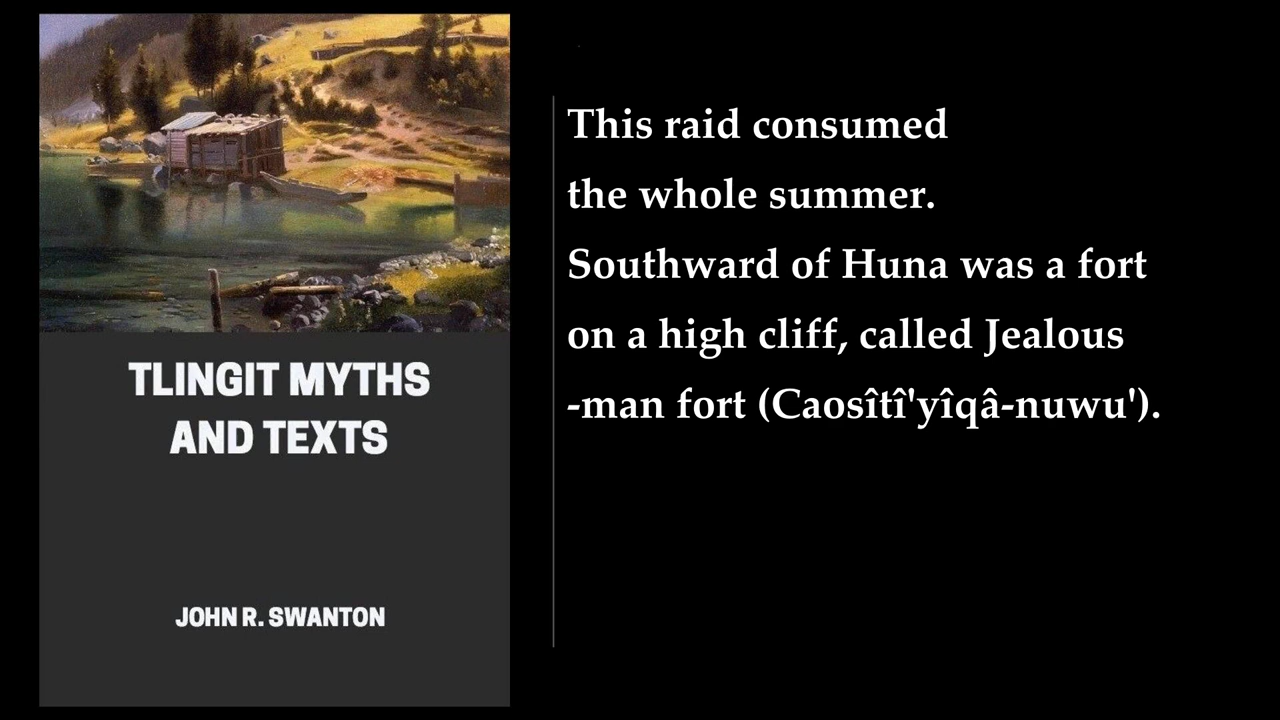 TLINGIT MYTHS
AND TEXTS
JOHN R. SWANTON
This raid consumed
the whole summer.
Southward of Huna was a fort
on a high cliff, called Jealous
-man fort (Caosîtî'yîqâ-nuwu').